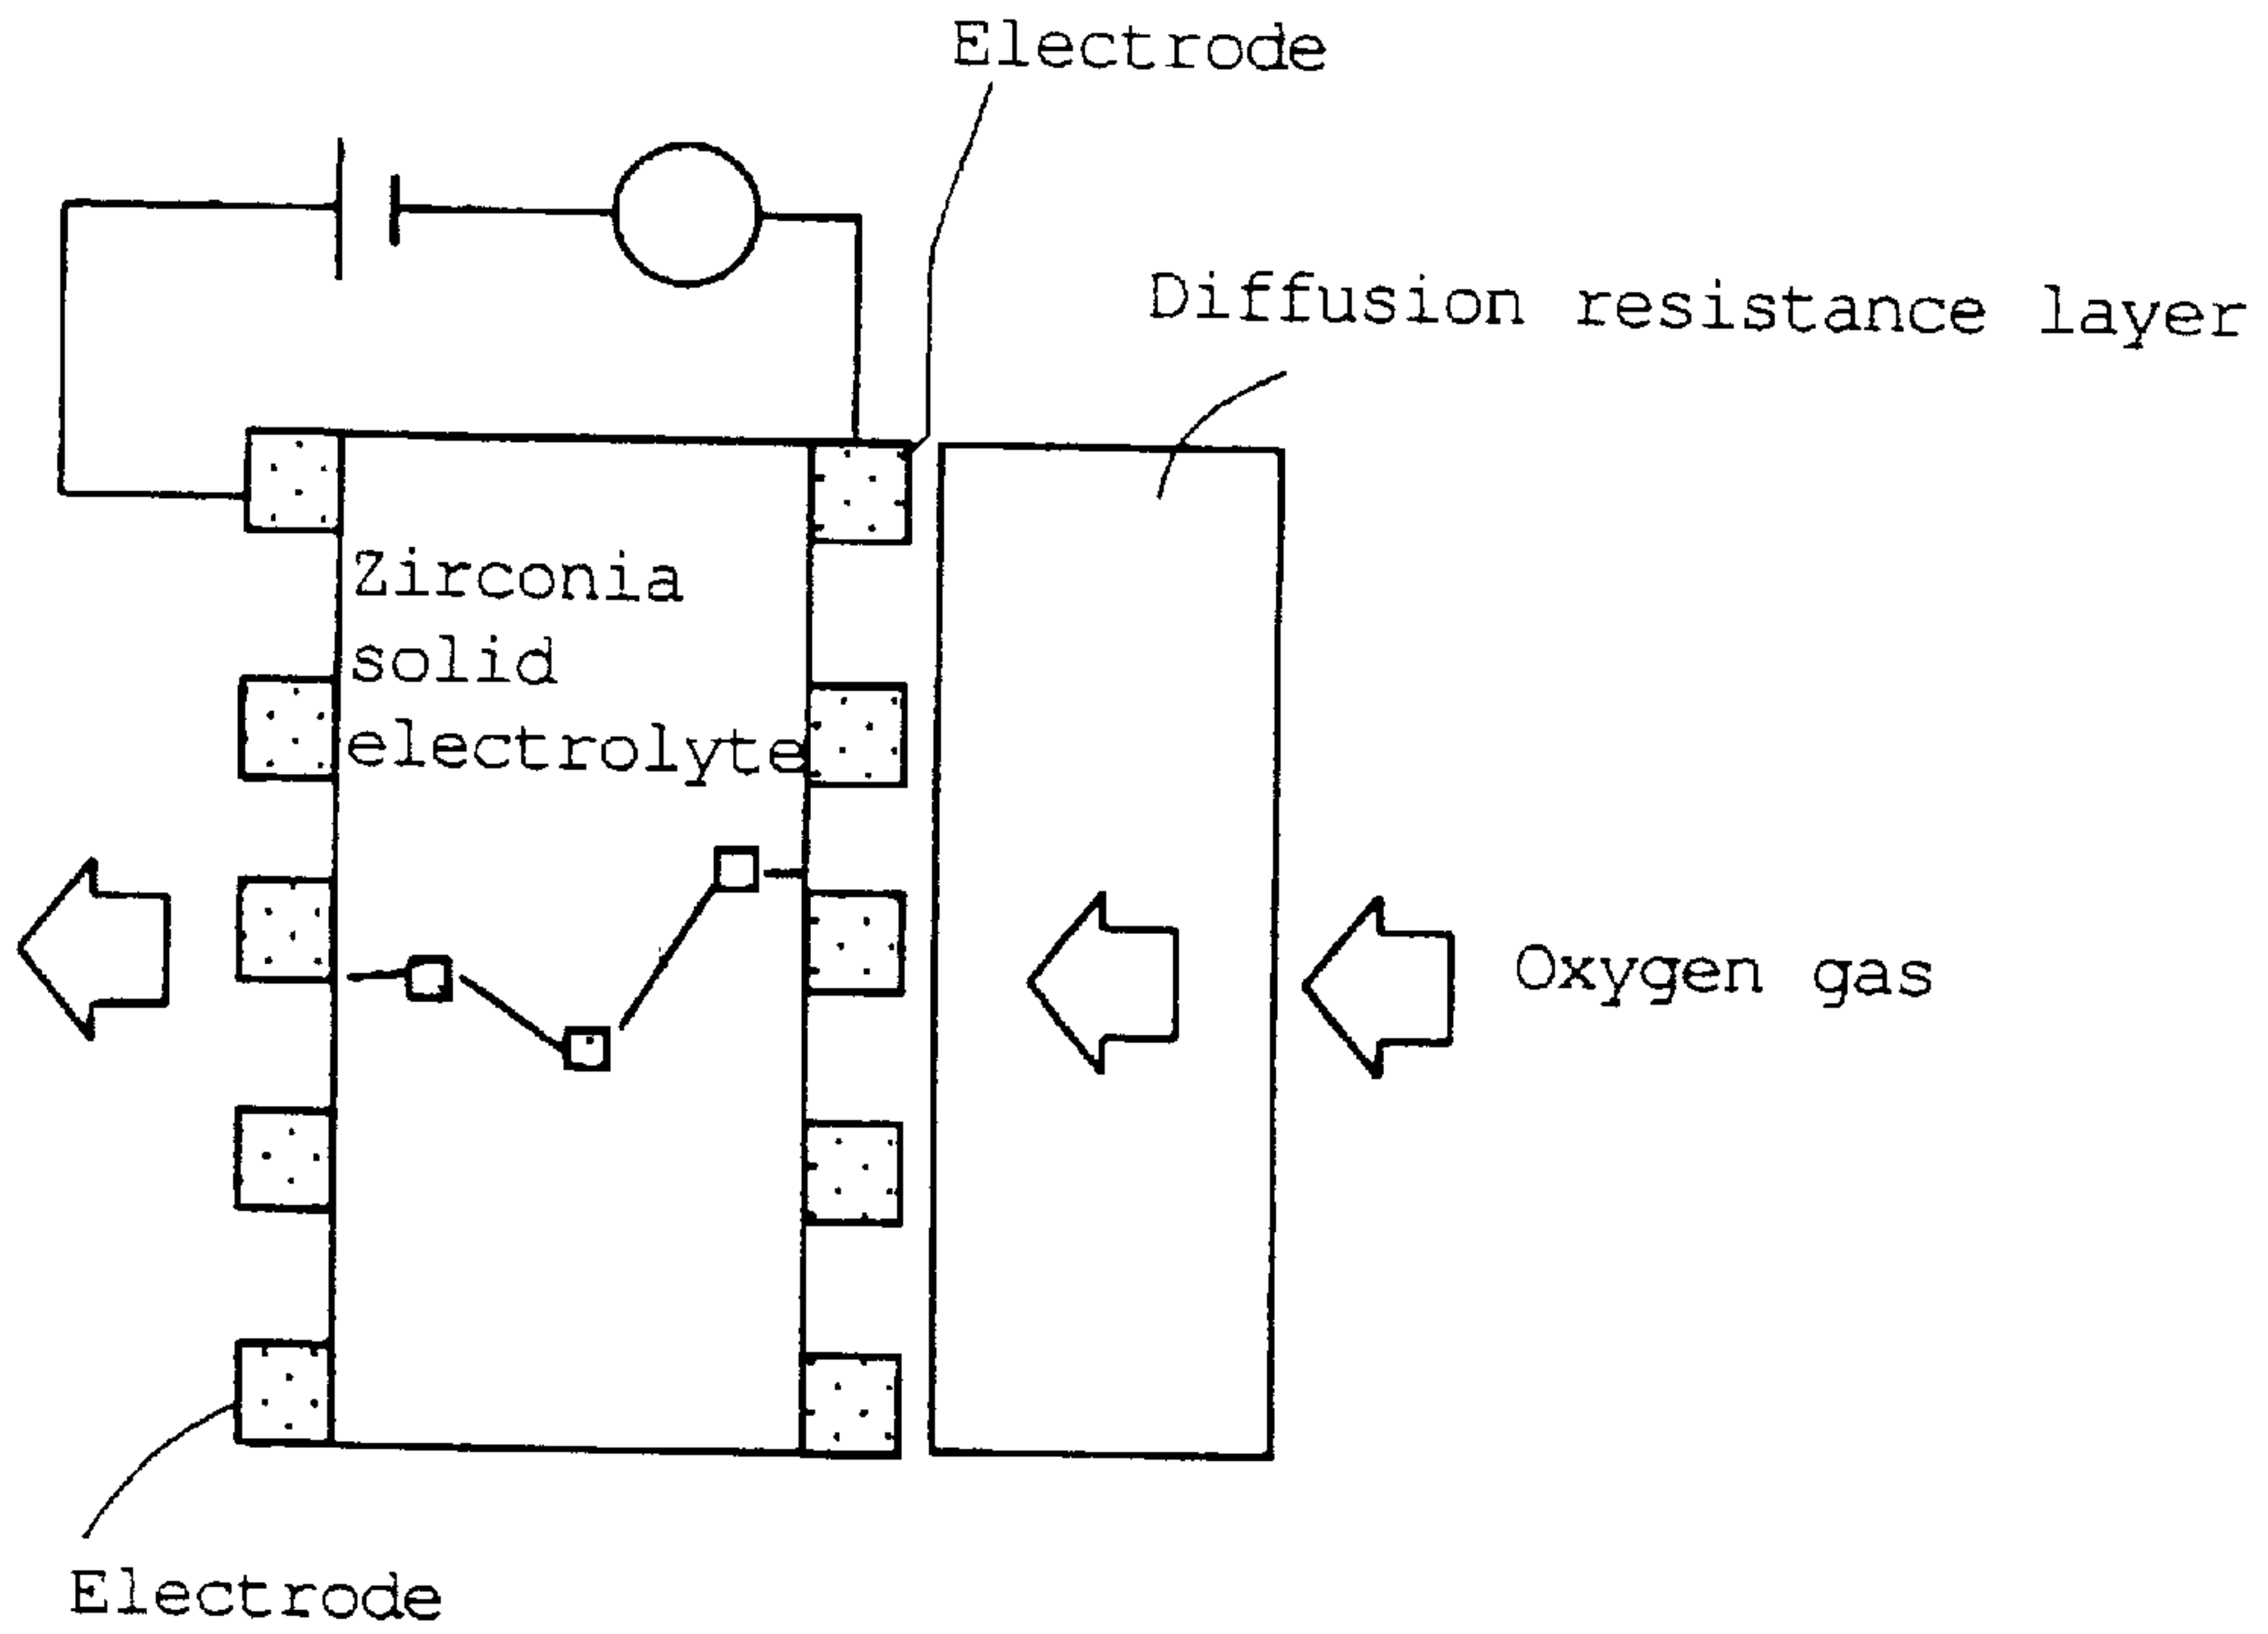 Electrode
Diffusion resistance layer
Zirconia
solid
electrolyte
Oxygen gas
Electrode